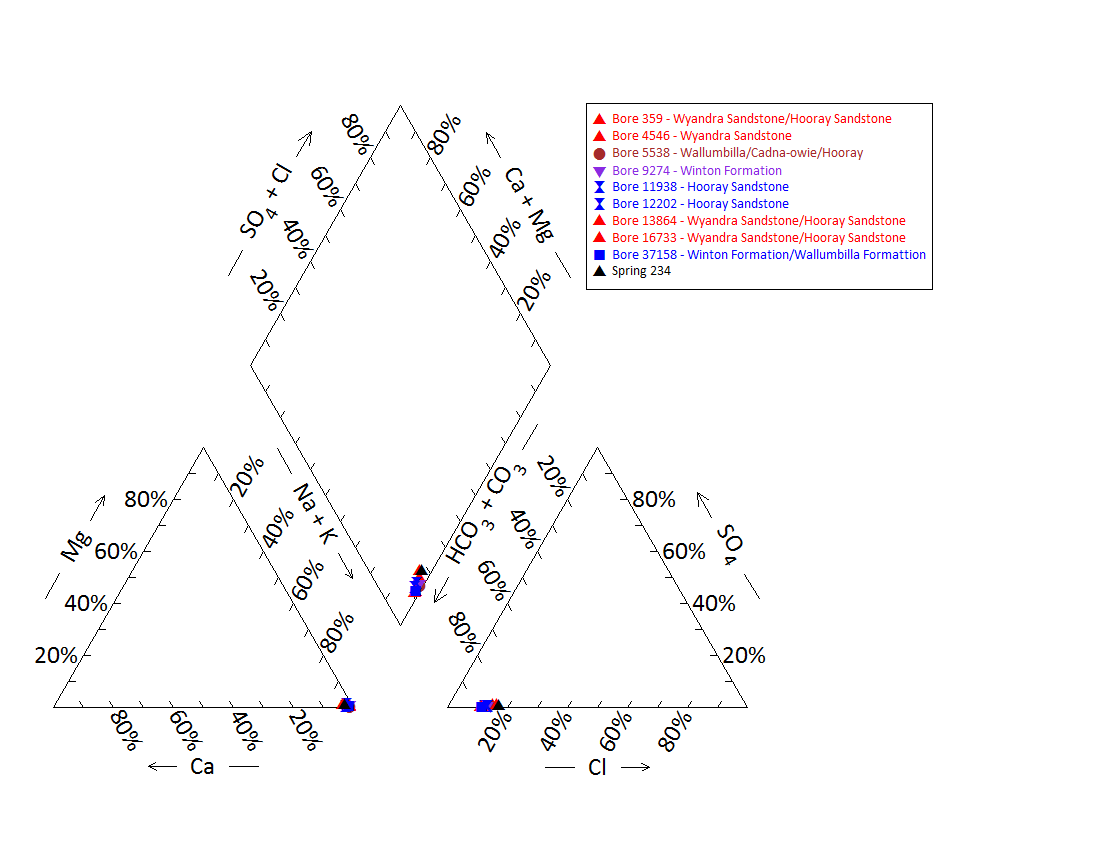 Bore 359 - Wyandra Sandstone/Hooray Sandstone
Bore 4546 - Wyandra Sandstone
Bore 5538 - Wallumbilla/Cadna-owie/Hooray
Bore 9274 - Winton Formation
Bore 11938 - Hooray Sandstone
Bore 12202 - Hooray Sandstone
Bore 13864 - Wyandra Sandstone/Hooray Sandstone
Bore 16733 - Wyandra Sandstone/Hooray Sandstone
Bore 37158 - Winton Formation/Wallumbilla Formattion
Spring 234
SO4 + Cl
80%
60%
40%
20%
Ca + Mg
80%
60%
40%
20%
Mg
80%
60%
40%
20%
Na + K
20%
40%
60%
80%
HCO3 + CO3
20%
40%
60%
80%
SO4
80%
60%
40%
20%
80%
60%
40%
20%
Ca
20%
40%
60%
80%
Cl